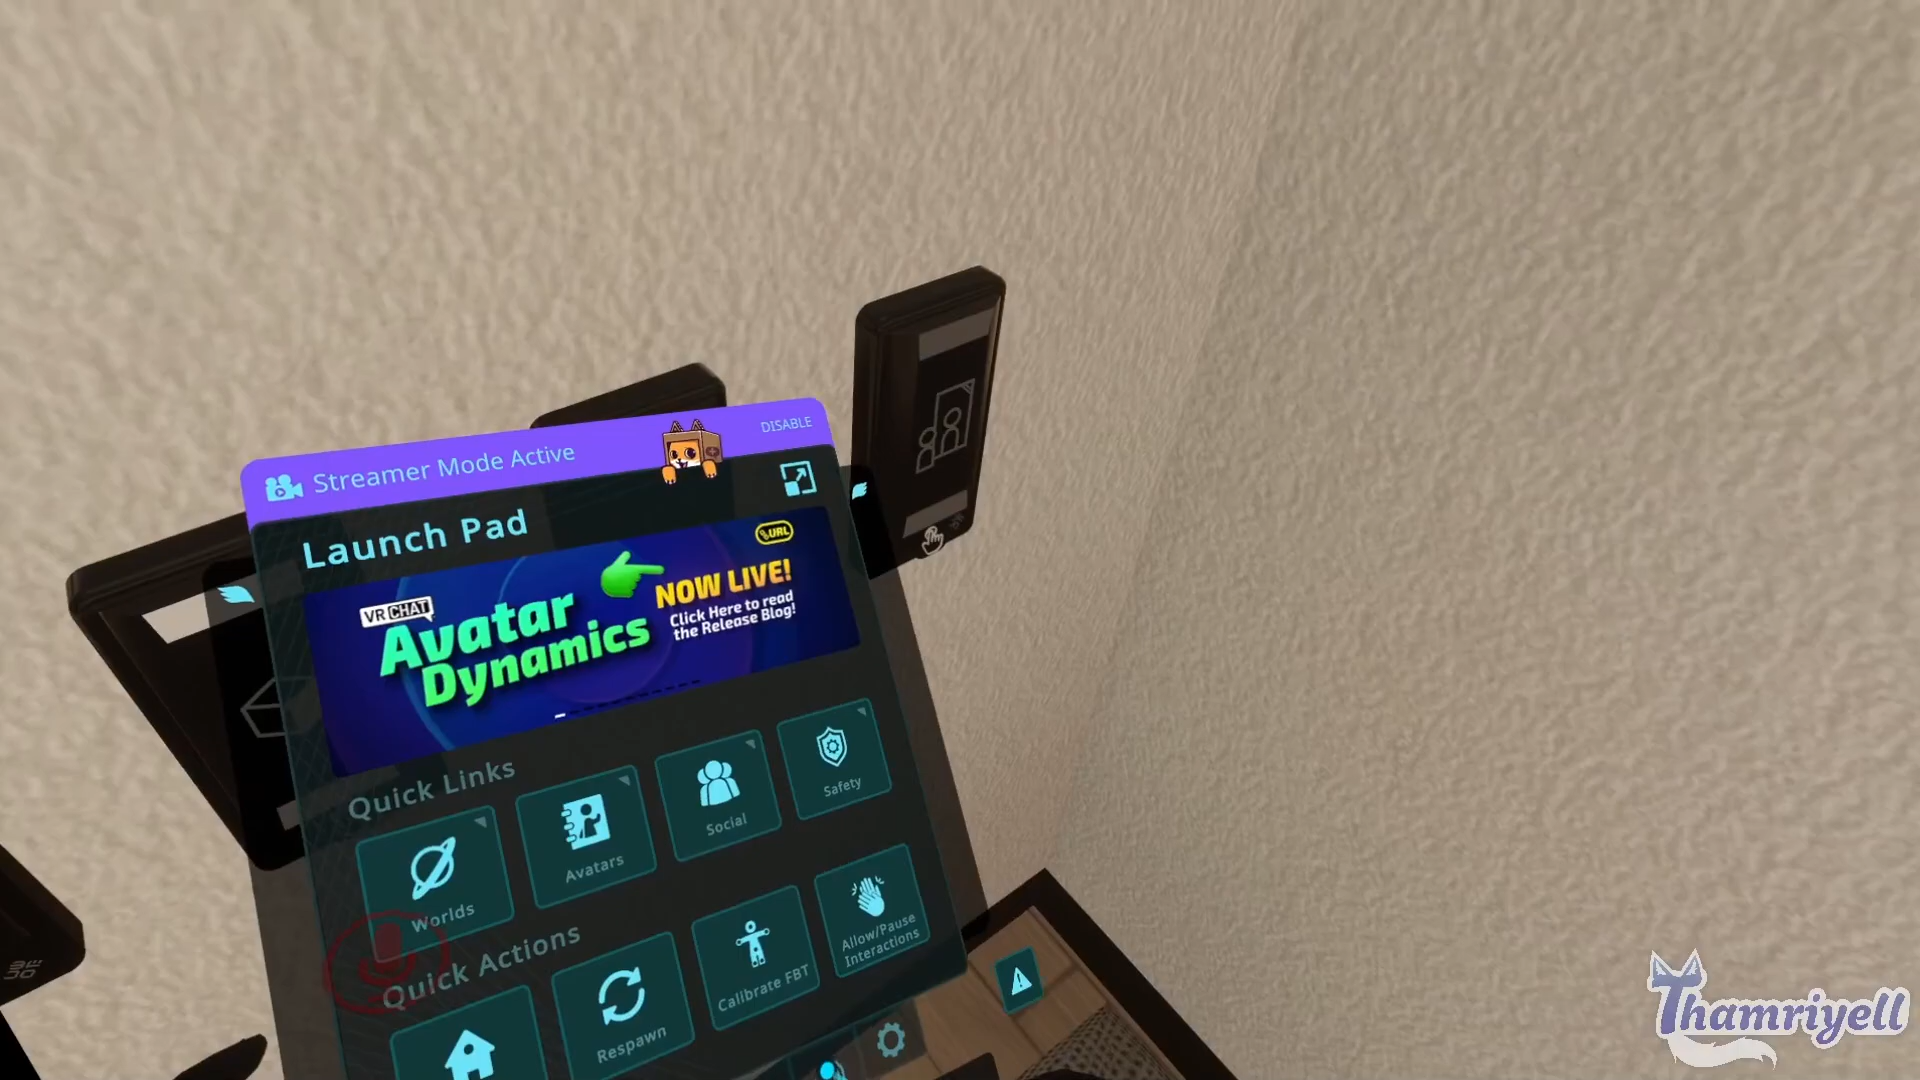 Streamer Mode Active
DISABLE
Launch Pad
%URL
VRCHAT
Avatar
Dynamics
NOW LIVE!
Click Here to read
the Release Blog!
Quick Links
Worlds
Avatars
Social
Safety
Quick Actions
Respawn
Calibrate FBT
Allow/Pause
Interactions
Thamriyell